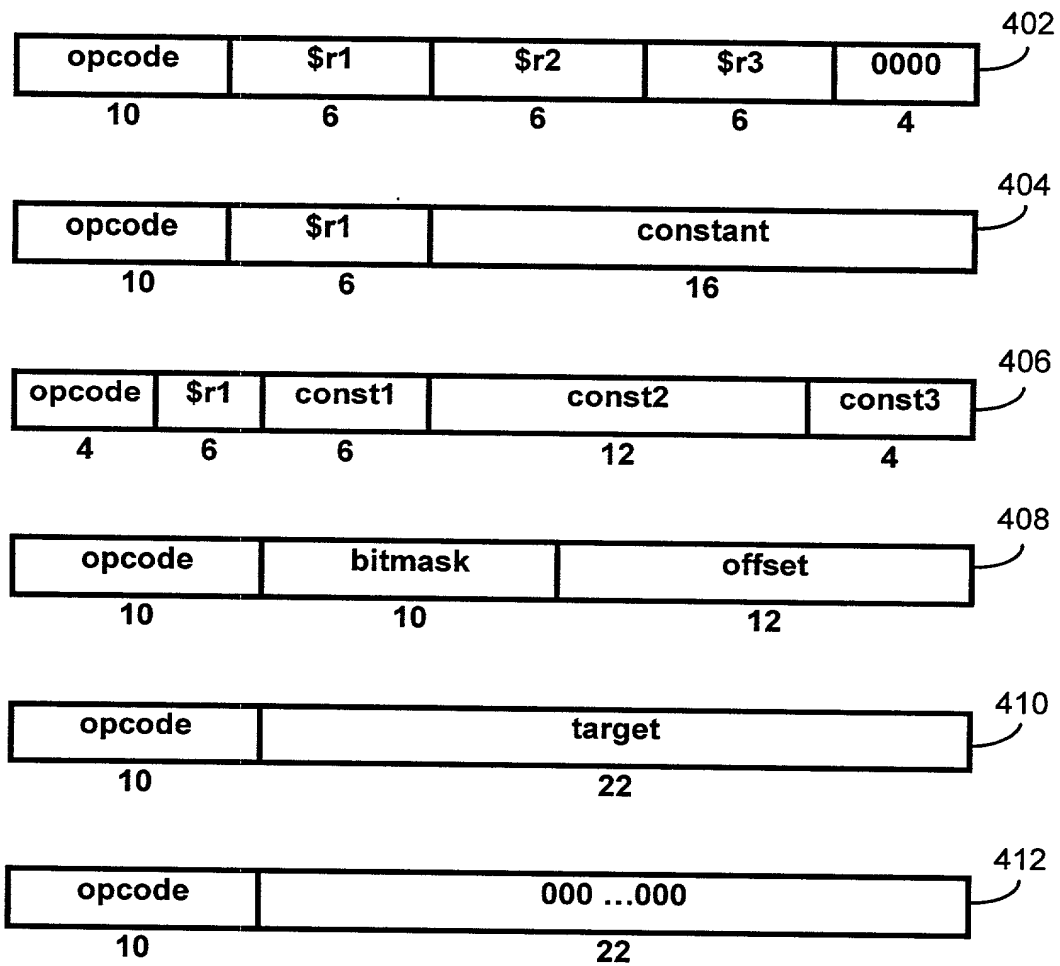 402
opcode $r1 $r2 $r3 0000
10 6 6 6 4
404
opcode $r1 constant
10 6 16
406
opcode $r1 const1 const2 const3
4 6 6 12 4
408
opcode bitmask offset
10 10 12
410
opcode target
10 22
412
opcode 000 ...000
10 22